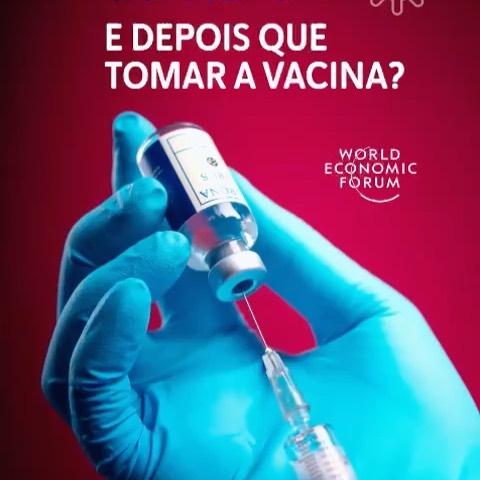 E DEPOIS QUE
TOMAR A VACINA?
WORLD
ECONOMIC
FORUM